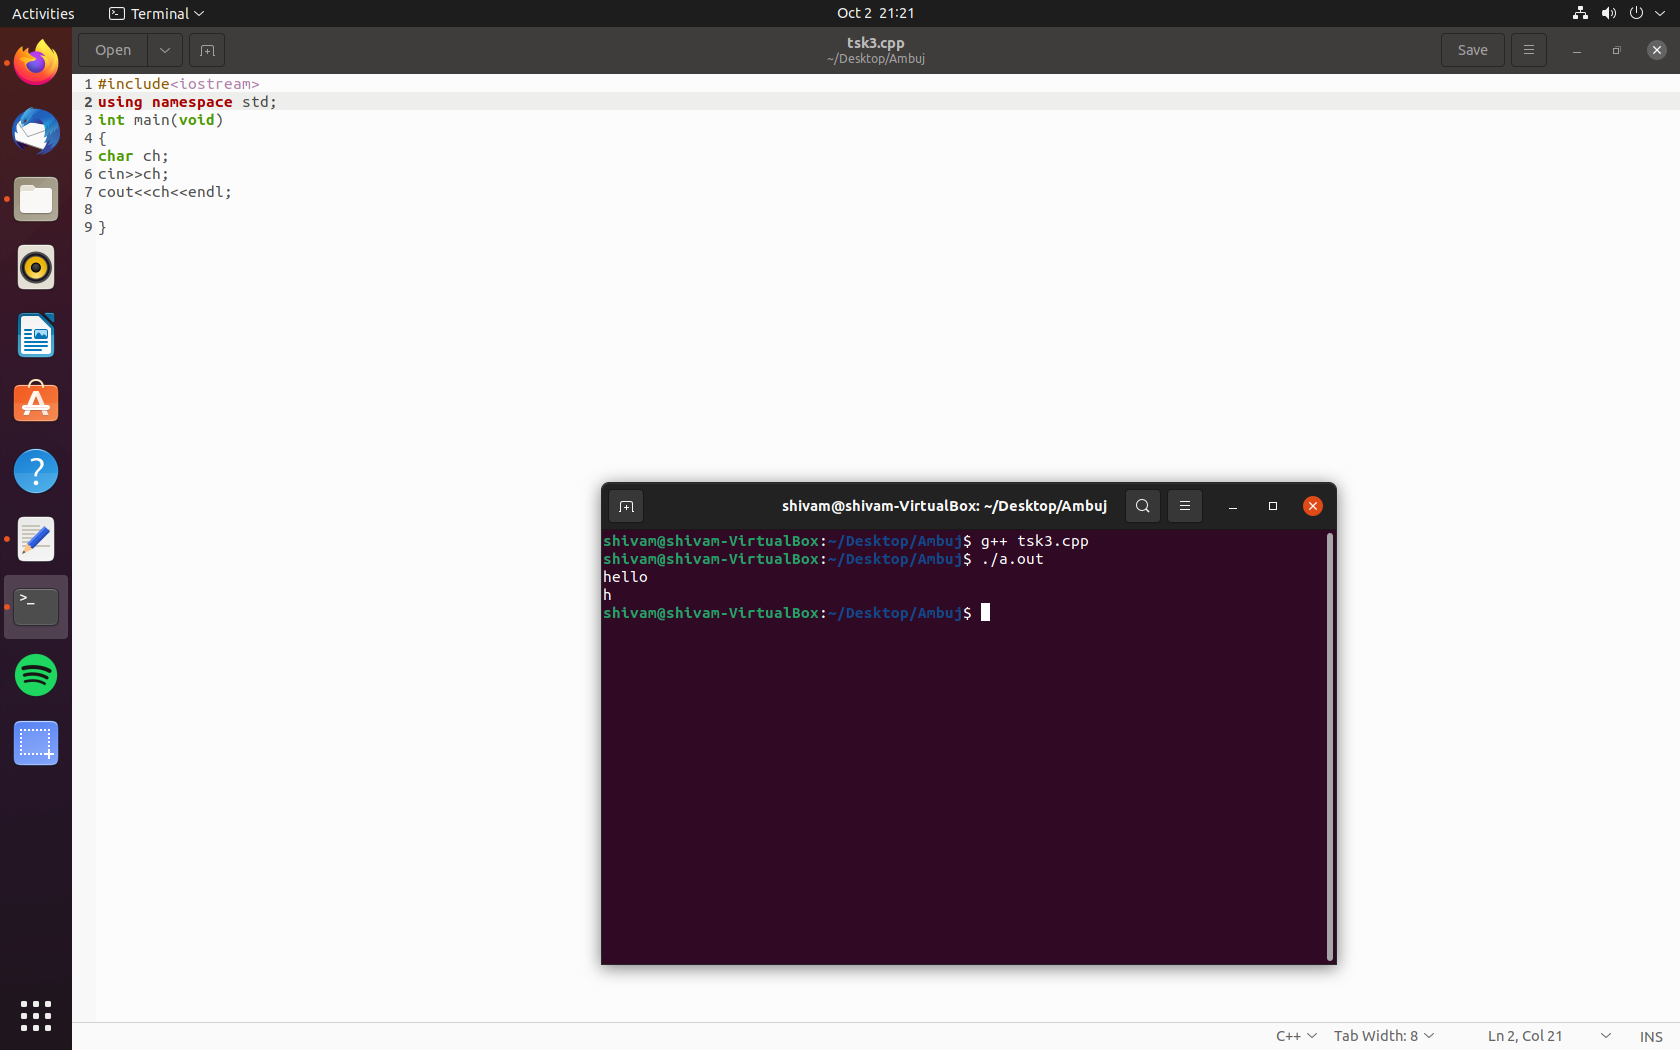 Activities Terminal Oct 2 21:21
Open tsk3.cpp Save
~/Desktop/Ambuj
1 #include<iostream>
2 using namespace std;
3 int main(void)
4 {
5 char ch;
6 cin>>ch;
7 cout<<ch<<endl;
8
9 }
shivam@shivam-VirtualBox: ~/Desktop/Ambuj
shivam@shivam-VirtualBox:~/Desktop/Ambuj$ g++ tsk3.cpp
shivam@shivam-VirtualBox:~/Desktop/Ambuj$ ./a.out
hello
h
shivam@shivam-VirtualBox:~/Desktop/Ambuj$
C++ Tab Width: 8 Ln 2, Col 21 INS